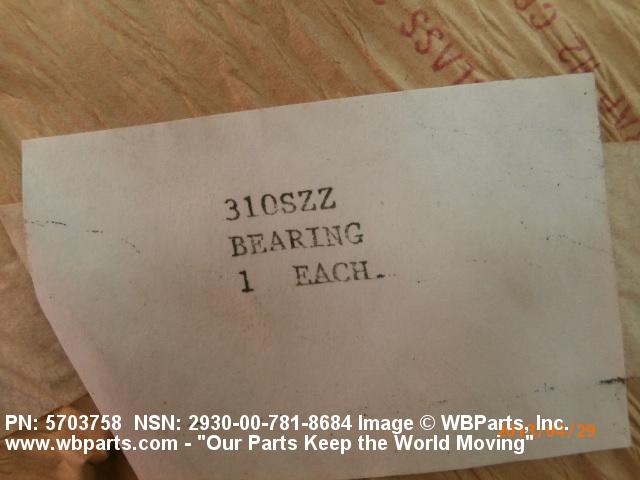 CLASS
310SZZ
BEARING
1 EACH.
PN: 5703758 NSN: 2930-00-781-8684 Image © WBParts, Inc.
www.wbparts.com - "Our Parts Keep the World Moving"